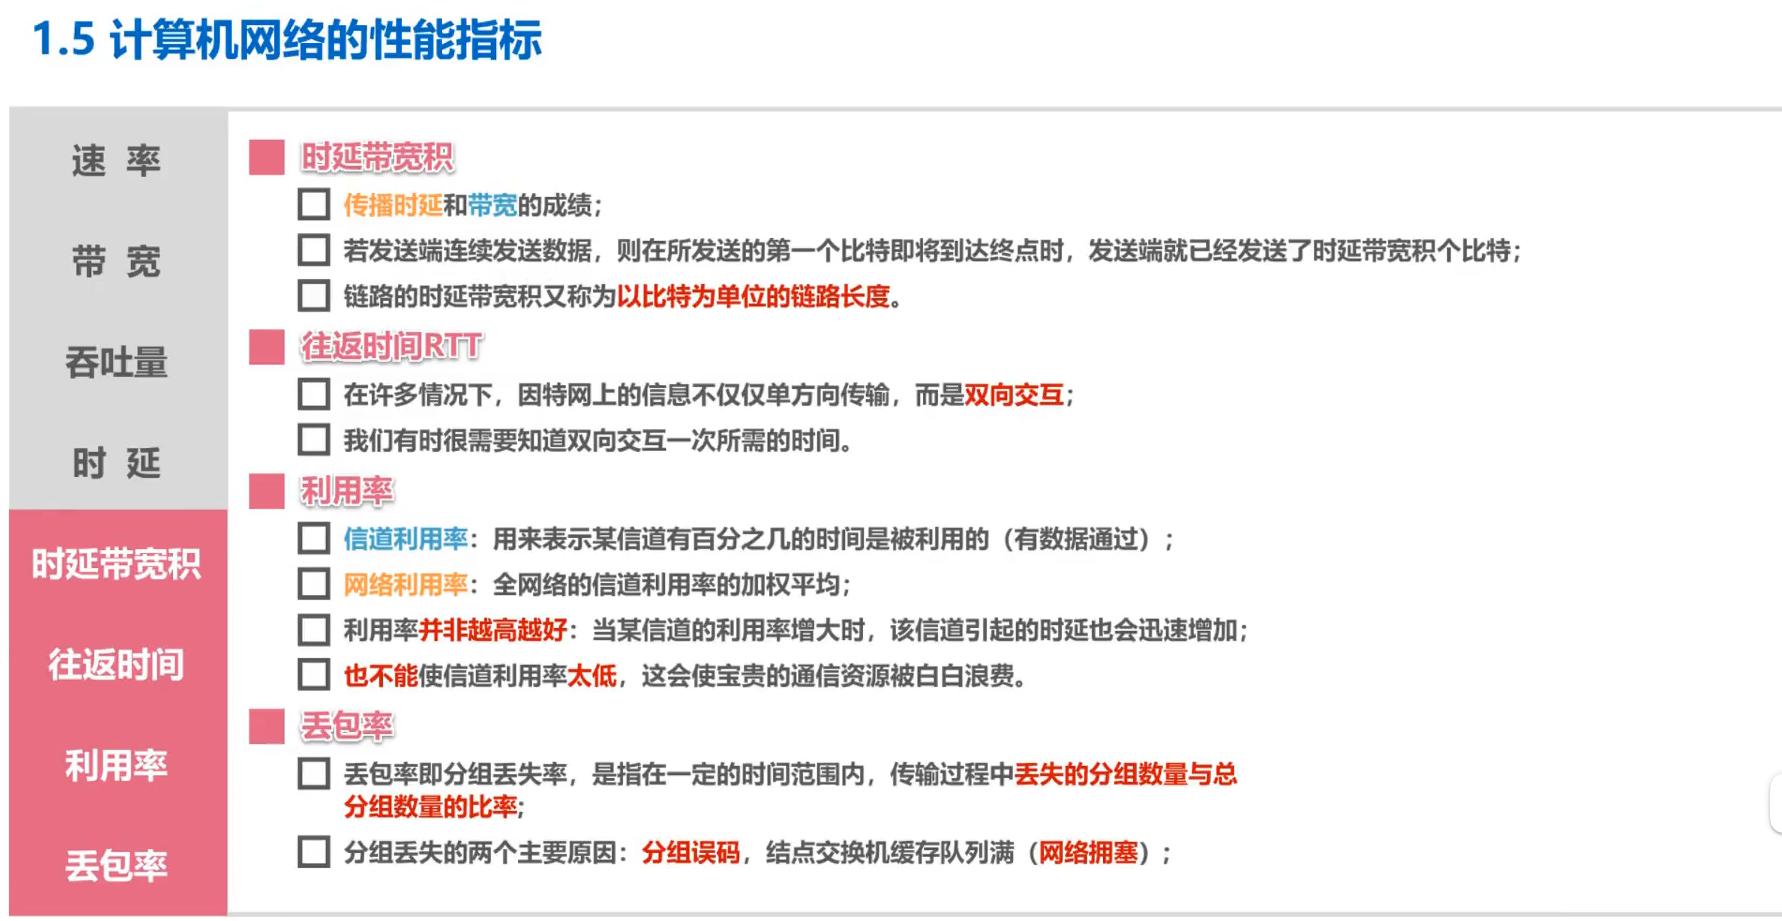 1.5 计算机网络的性能指标
速 率
带 宽
吞吐量
时 延
时延带宽积
往返时间
利用率
丢包率
时延带宽积
传播时延和带宽的成绩；
若发送端连续发送数据，则在所发送的第一个比特即将到达终点时，发送端就已经发送了时延带宽积个比特；
链路的时延带宽积又称为以比特为单位的链路长度。
往返时间RTT
在许多情况下，因特网上的信息不仅仅单方向传输，而是双向交互；
我们有时很需要知道双向交互一次所需的时间。
利用率
信道利用率：用来表示某信道有百分之几的时间是被利用的（有数据通过）；
网络利用率：全网络的信道利用率的加权平均；
利用率并非越高越好：当某信道的利用率增大时，该信道引起的时延也会迅速增加；
也不能使信道利用率太低，这会使宝贵的通信资源被白白浪费。
丢包率
丢包率即分组丢失率，是指在一定的时间范围内，传输过程中丢失的分组数量与总
分组数量的比率；
分组丢失的两个主要原因：分组误码，结点交换机缓存队列满（网络拥塞）；